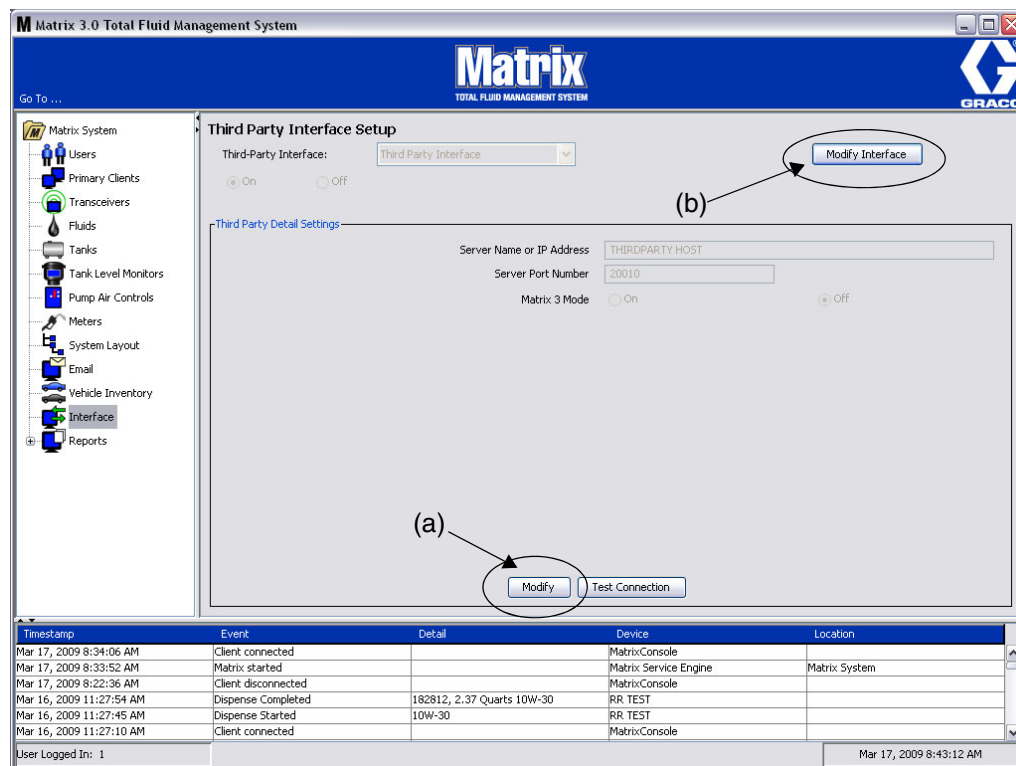 M Matrix 3.0 Total Fluid Management System
Matrix
TOTAL FLUID MANAGEMENT SYSTEM
Go To ...
GRACO
Matrix System
Users
Primary Clients
Transceivers
Fluids
Tanks
Tank Level Monitors
Pump Air Controls
Meters
System Layout
Email
Vehicle Inventory
Interface
Reports
Third Party Interface Setup
Third-Party Interface: Third Party Interface
On Off
Modify Interface
(b)
Third Party Detail Settings
Server Name or IP Address THIRDPARTY HOST
Server Port Number 20010
Matrix 3 Mode On Off
(a)
Modify Test Connection
Timestamp Event Detail Device Location
Mar 17, 2009 8:34:06 AM Client connected MatrixConsole
Mar 17, 2009 8:33:52 AM Matrix started Matrix Service Engine Matrix System
Mar 17, 2009 8:22:36 AM Client disconnected MatrixConsole
Mar 16, 2009 11:27:54 AM Dispense Completed 182812, 2.37 Quarts 10W-30 RR TEST
Mar 16, 2009 11:27:45 AM Dispense Started 10W-30 RR TEST
Mar 16, 2009 11:27:10 AM Client connected MatrixConsole
User Logged In: 1 Mar 17, 2009 8:43:12 AM